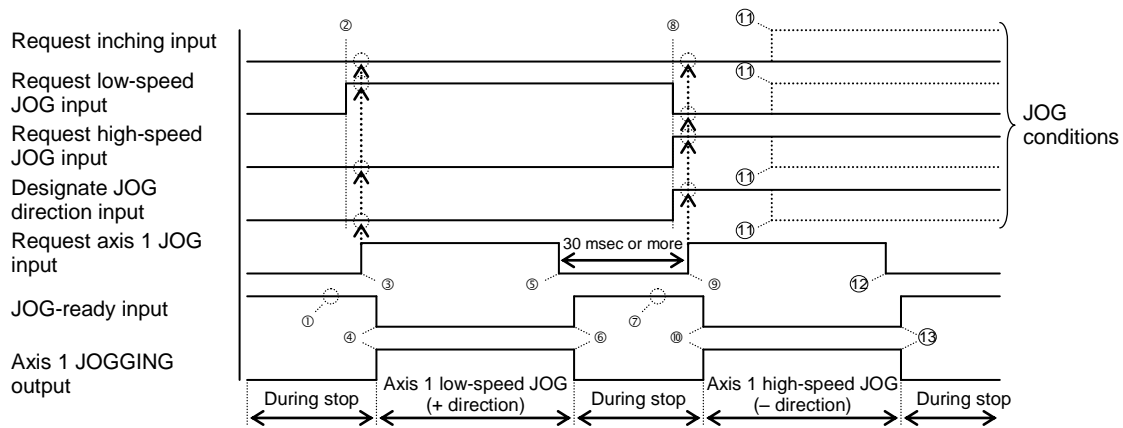 ② ⑧ ⑪
Request inching input
Request low-speed
JOG input
⑪
Request high-speed
JOG input
JOG
conditions
⑪
Designate JOG
direction input
⑪
Request axis 1 JOG
input
30 msec or more
③ ⑤ ⑨ ⑫
JOG-ready input
① ⑦
④ ⑥ ⑩ ⑬
Axis 1 JOGGING
output
During stop
Axis 1 low-speed JOG
(+ direction)
During stop
Axis 1 high-speed JOG
(– direction)
During stop